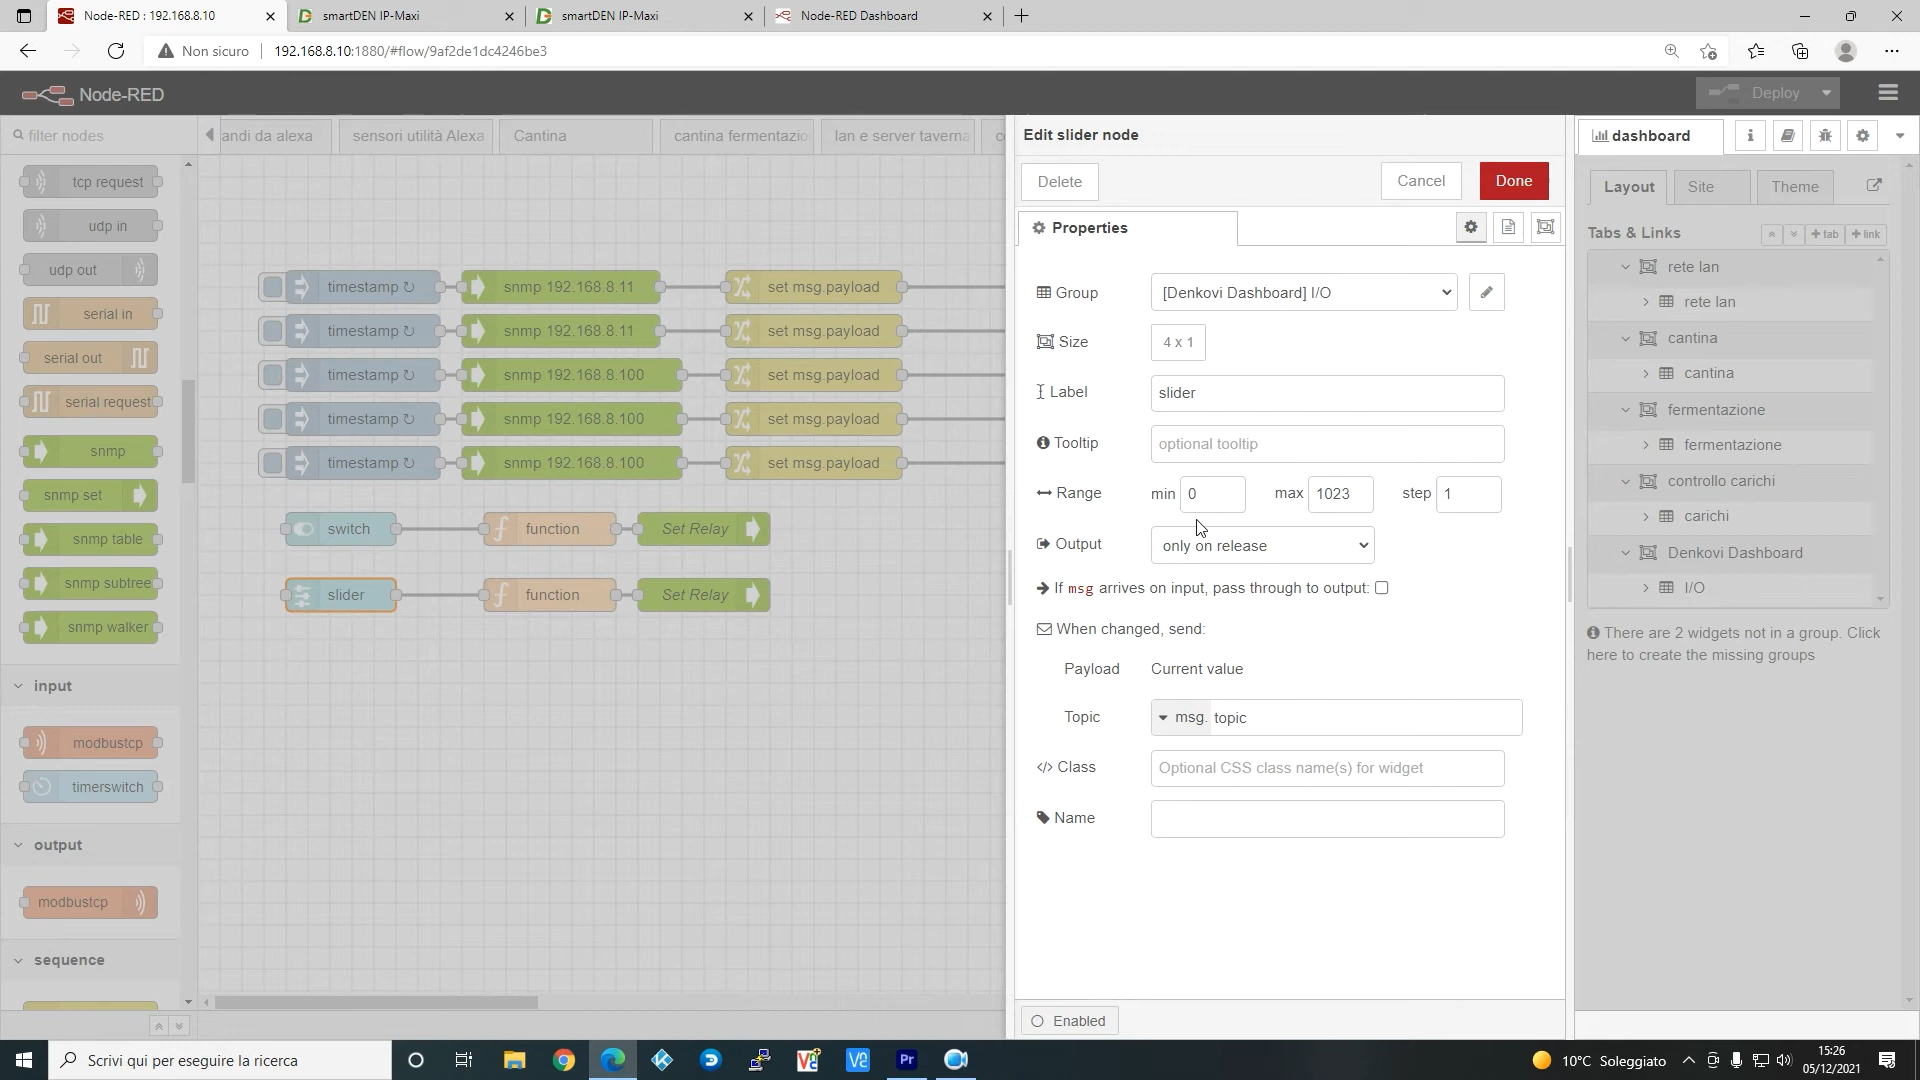 Node-RED : 192.168.8.10
smartDEN IP-Maxi
smartDEN IP-Maxi
Node-RED Dashboard
Non sicuro
192.168.8.10:1880/#flow/9af2de1dc4246be3
Node-RED
Deploy
filter nodes
andi da alexa
sensori utilità Alexa
Cantina
cantina fermentazio
lan e server taverna
tcp request
udp in
udp out
serial in
serial out
serial request
snmp
snmp set
snmp table
snmp subtree
snmp walker
input
modbustcp
timerswitch
output
modbustcp
sequence
timestamp ↻
snmp 192.168.8.11
set msg.payload
timestamp ↻
snmp 192.168.8.11
set msg.payload
timestamp ↻
snmp 192.168.8.100
set msg.payload
timestamp ↻
snmp 192.168.8.100
set msg.payload
timestamp ↻
snmp 192.168.8.100
set msg.payload
switch
function
Set Relay
slider
function
Set Relay
Edit slider node
Delete
Cancel
Done
Properties
Group
[Denkovi Dashboard] I/O
Size
4 x 1
Label
slider
Tooltip
optional tooltip
Range
min 0
max 1023
step 1
Output
only on release
If msg arrives on input, pass through to output:
When changed, send:
Payload
Current value
Topic
msg. topic
Class
Optional CSS class name(s) for widget
Name
Enabled
dashboard
Layout
Site
Theme
Tabs & Links
+ tab
+ link
rete lan
rete lan
cantina
cantina
fermentazione
fermentazione
controllo carichi
carichi
Denkovi Dashboard
I/O
There are 2 widgets not in a group. Click
here to create the missing groups
Scrivi qui per eseguire la ricerca
Pr
10°C Soleggiato
15:26
05/12/2021